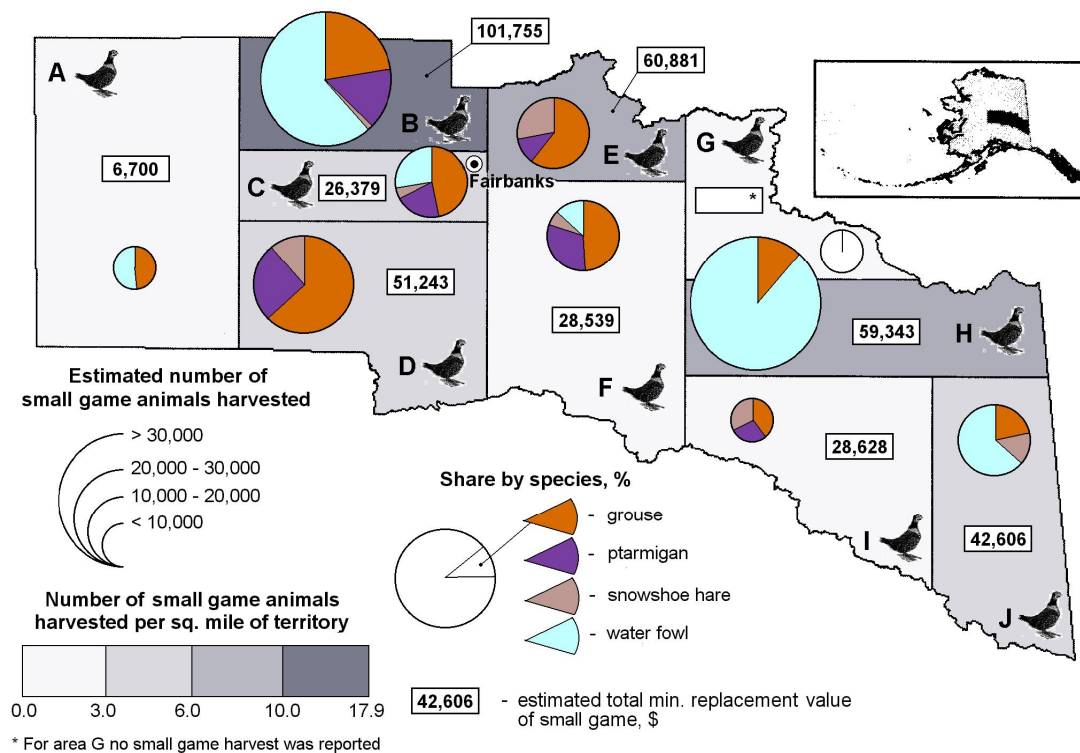 101,755
60,881
A
B
E
G
6,700
C
26,379
Fairbanks
*
51,243
28,539
59,343
H
D
F
Estimated number of
small game animals harvested
> 30,000
20,000 - 30,000
10,000 - 20,000
< 10,000
28,628
42,606
I
J
Share by species, %
- grouse
- ptarmigan
- snowshoe hare
- water fowl
Number of small game animals
harvested per sq. mile of territory
0.0 3.0 6.0 10.0 17.9
42,606 - estimated total min. replacement value
of small game, $
* For area G no small game harvest was reported